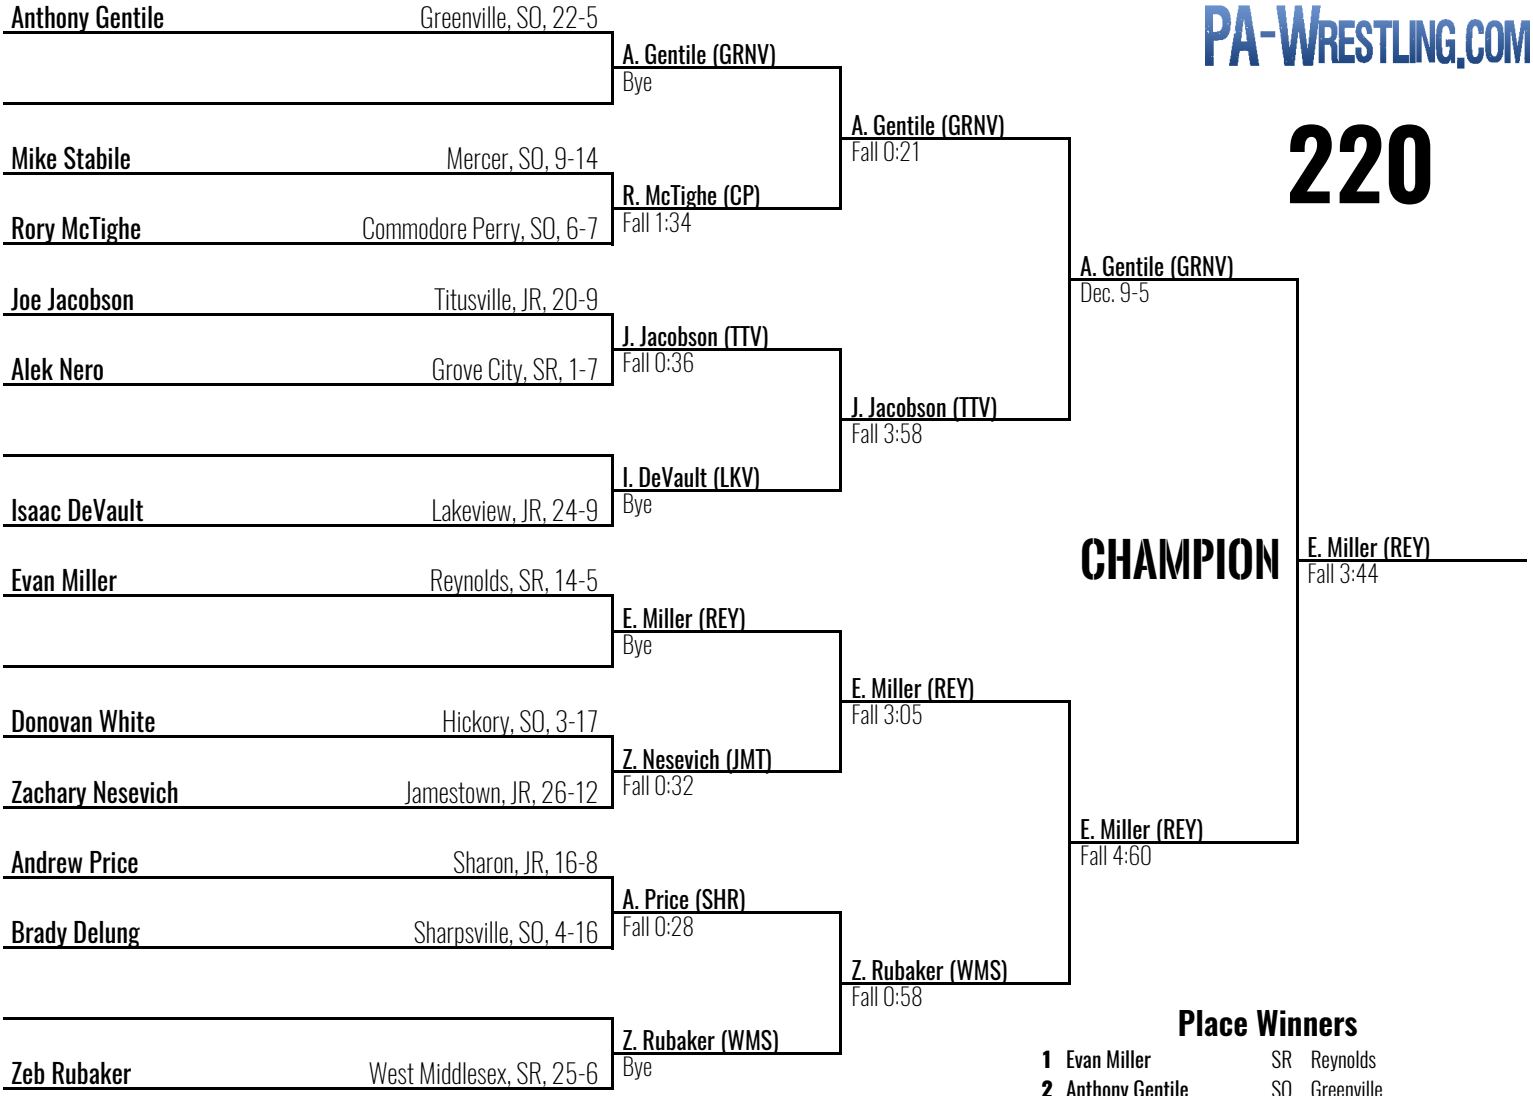 Anthony Gentile Greenville, SO, 22-5
A. Gentile (GRNV)
Bye
Mike Stabile Mercer, SO, 9-14
R. McTighe (CP)
Fall 1:34
Rory McTighe Commodore Perry, SO, 6-7
A. Gentile (GRNV)
Fall 0:21
Joe Jacobson Titusville, JR, 20-9
J. Jacobson (TTV)
Fall 0:36
Alek Nero Grove City, SR, 1-7
J. Jacobson (TTV)
Fall 3:58
I. DeVault (LKV)
Bye
Isaac DeVault Lakeview, JR, 24-9
A. Gentile (GRNV)
Dec. 9-5
Evan Miller Reynolds, SR, 14-5
E. Miller (REY)
Bye
Donovan White Hickory, SO, 3-17
Z. Nesevich (JMT)
Fall 0:32
Zachary Nesevich Jamestown, JR, 26-12
E. Miller (REY)
Fall 3:05
Andrew Price Sharon, JR, 16-8
A. Price (SHR)
Fall 0:28
Brady Delung Sharpsville, SO, 4-16
Z. Rubaker (WMS)
Fall 0:58
Z. Rubaker (WMS)
Bye
Zeb Rubaker West Middlesex, SR, 25-6
E. Miller (REY)
Fall 4:60
PA-WRESTLING.COM
220
CHAMPION
E. Miller (REY)
Fall 3:44
Place Winners
1 Evan Miller SR Reynolds
2 Anthony Gentile SO Greenville